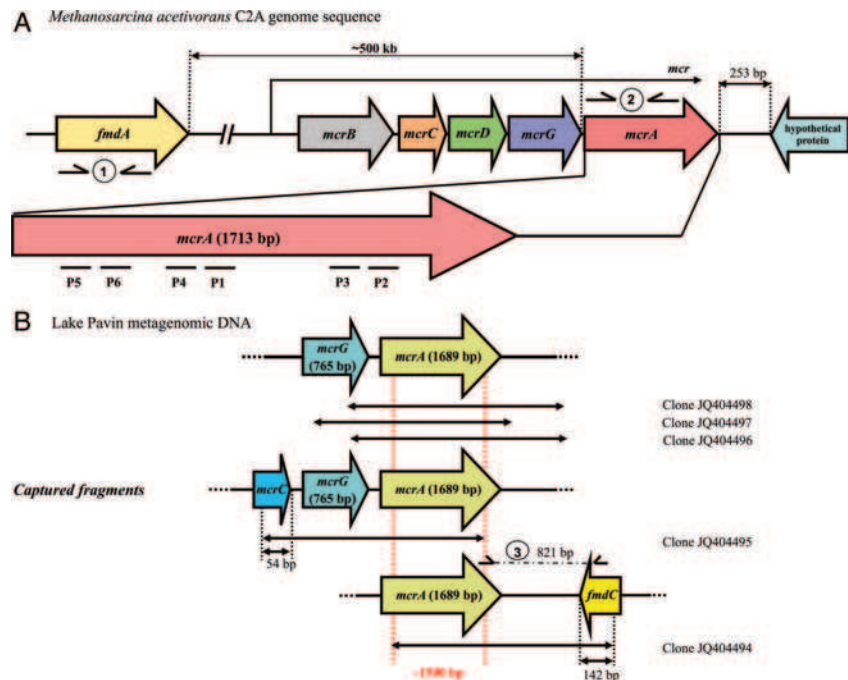 A Methanosarcina acetivorans C2A genome sequence
~500 kb
mcr
253 bp
2
fmdA
mcrB
mcrC
mcrD
mcrG
mcrA
hypothetical
protein
1
mcrA (1713 bp)
P5 P6 P4 P1 P3 P2
B Lake Pavin metagenomic DNA
mcrG
(765 bp)
mcrA (1689 bp)
Clone JQ404498
Clone JQ404497
Clone JQ404496
Captured fragments
mcrC
mcrG
(765 bp)
mcrA (1689 bp)
Clone JQ404495
54 bp
3 821 bp
mcrA (1689 bp)
fmdC
Clone JQ404494
142 bp